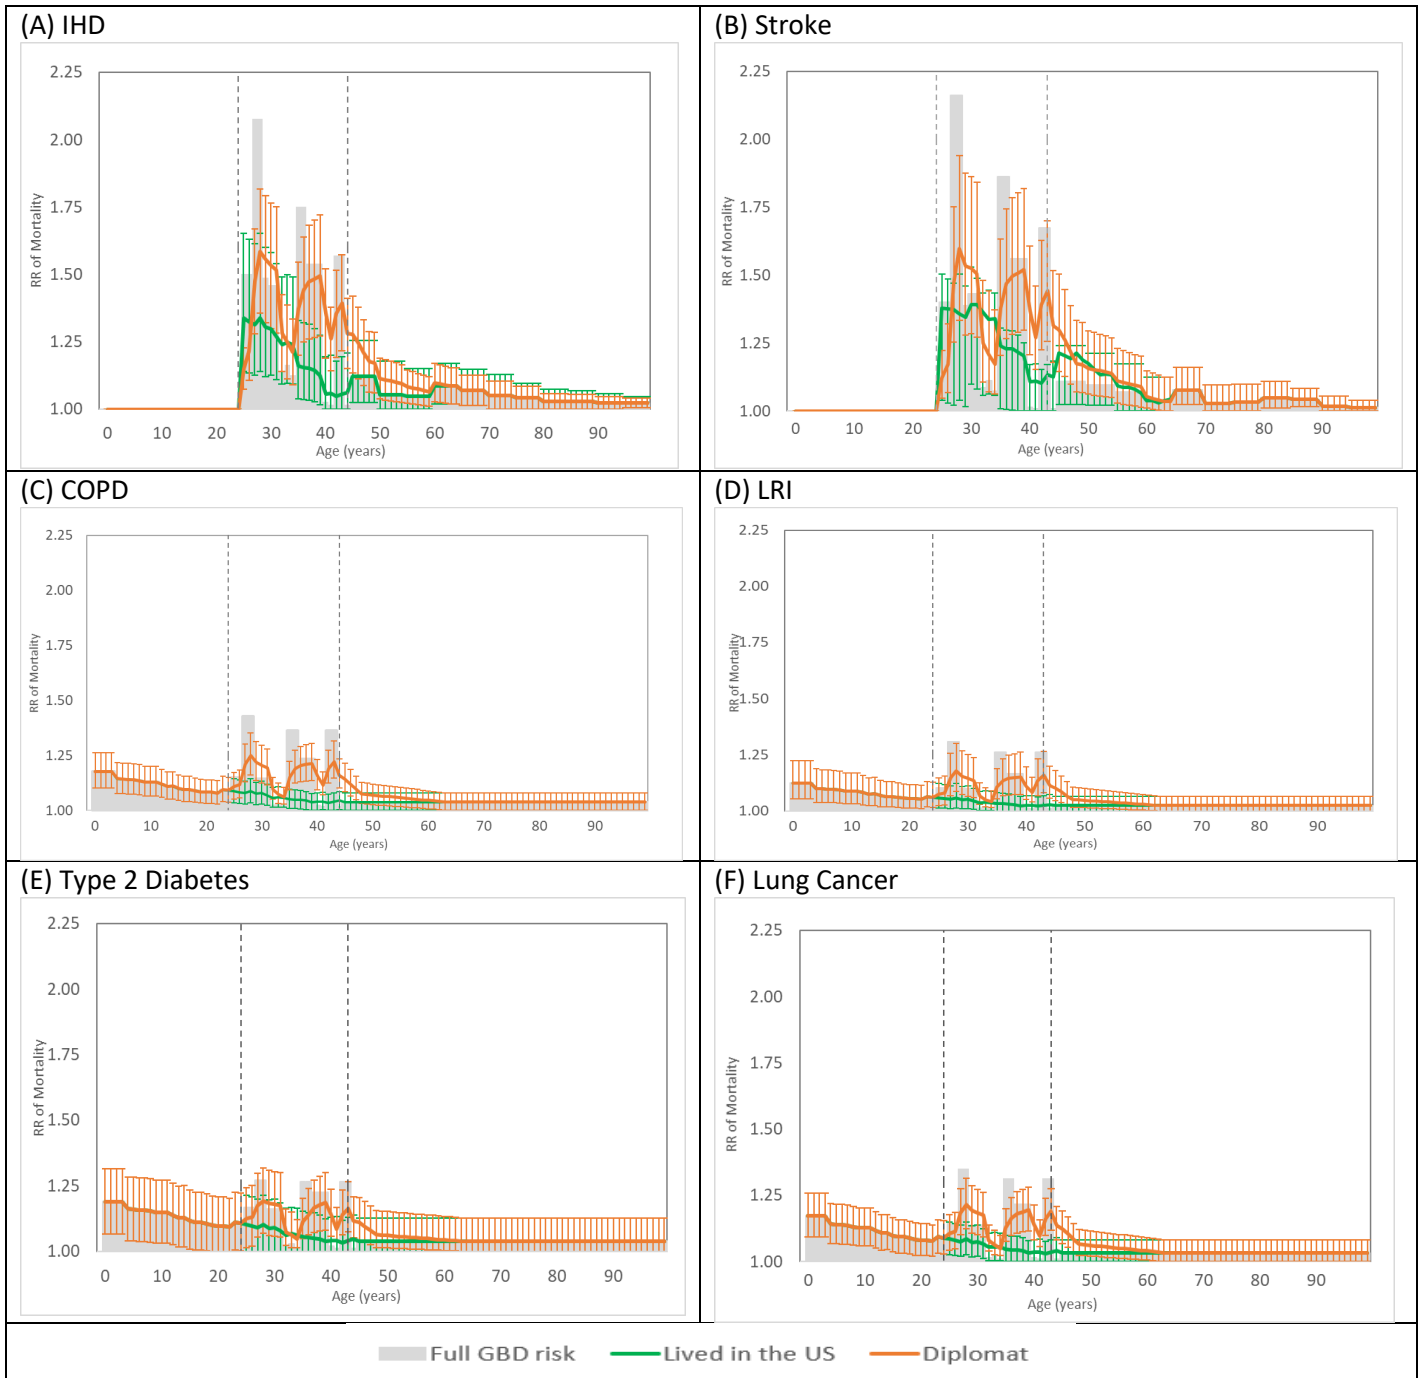 (A) IHD
2.25
2.00
1.75
1.50
1.25
1.00
RR of Mortality
0 10 20 30 40 50 60 70 80 90
Age (years)
(B) Stroke
2.25
2.00
1.75
1.50
1.25
1.00
RR of Mortality
0 10 20 30 40 50 60 70 80 90
Age (years)
(C) COPD
2.25
2.00
1.75
1.50
1.25
1.00
RR of Mortality
0 10 20 30 40 50 60 70 80 90
Age (years)
(D) LRI
2.25
2.00
1.75
1.50
1.25
1.00
RR of Mortality
0 10 20 30 40 50 60 70 80 90
Age (years)
(E) Type 2 Diabetes
2.25
2.00
1.75
1.50
1.25
1.00
RR of Mortality
0 10 20 30 40 50 60 70 80 90
Age (years)
(F) Lung Cancer
2.25
2.00
1.75
1.50
1.25
1.00
RR of Mortality
0 10 20 30 40 50 60 70 80 90
Age (years)
Full GBD risk Lived in the US Diplomat